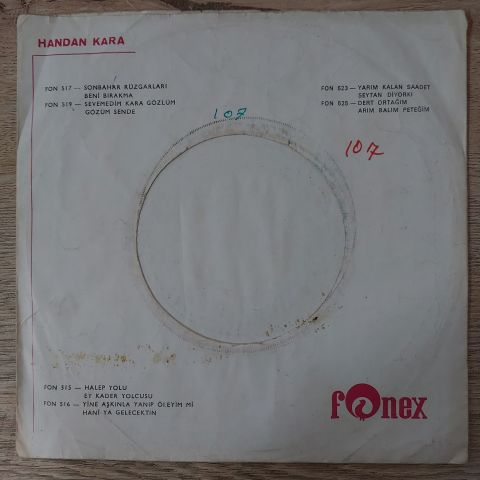 HANDAN KARA
FON 517 — SONBAHAR RÜZGARLARI
BENİ BIRAKMA
FON 519 — SEVEMEDİM KARA GÖZLÜM
GÖZÜM SENDE
FON 523 — YARIM KALAN SAADET
ŞEYTAN DİYORKİ
FON 525 — DERT ORTAĞIM
ARIM BALIM PETEĞİM
107
107
FON 515 — HALEP YOLU
EY KADER YOLCUSU
FON 516 — YİNE AŞKINLA YANIP ÖLEYİM Mİ
HANİ YA GELECEKTİN
fonex